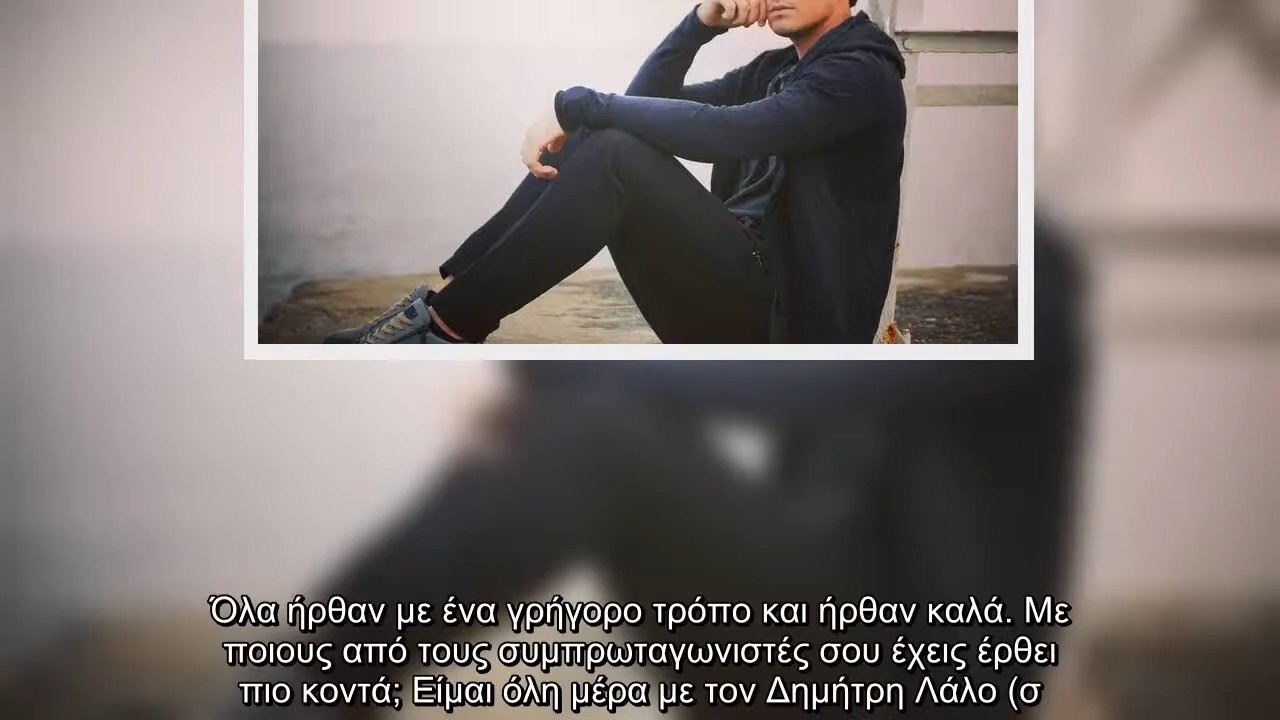 Όλα ήρθαν με ένα γρήγορο τρόπο και ήρθαν καλά. Με
ποιους από τους συμπρωταγωνιστές σου έχεις έρθει
πιο κοντά; Είμαι όλη μέρα με τον Δημήτρη Λάλο (σ